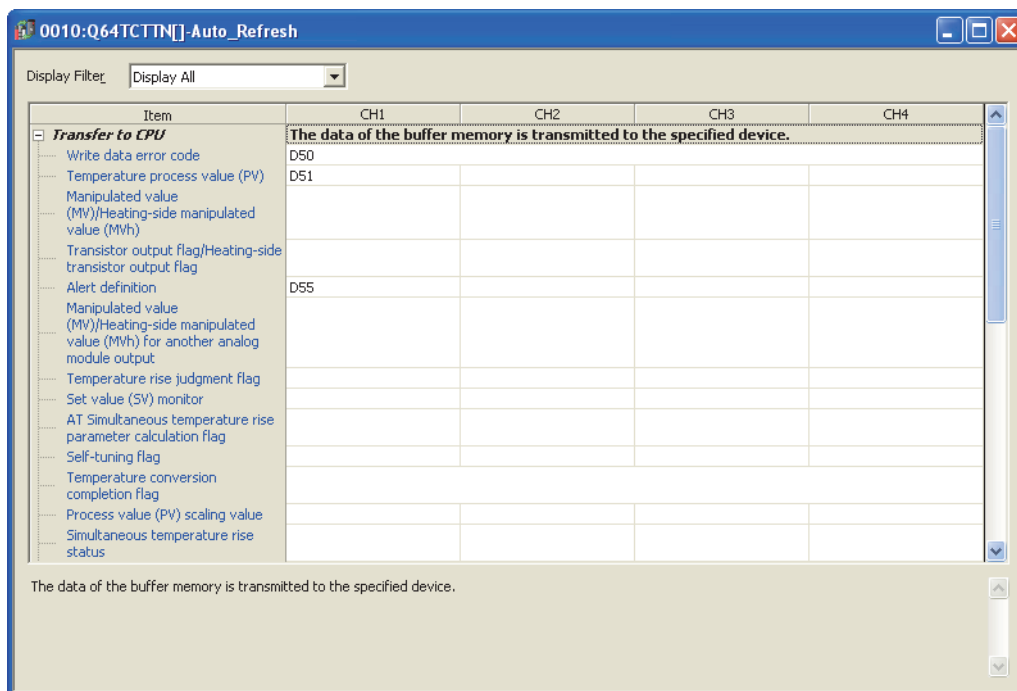 0010:Q64TCTTN[]-Auto_Refresh
Display Filter Display All
Item CH1 CH2 CH3 CH4
Transfer to CPU The data of the buffer memory is transmitted to the specified device.
Write data error code D50
Temperature process value (PV) D51
Manipulated value
(MV)/Heating-side manipulated
value (MVh)
Transistor output flag/Heating-side
transistor output flag
Alert definition D55
Manipulated value
(MV)/Heating-side manipulated
value (MVh) for another analog
module output
Temperature rise judgment flag
Set value (SV) monitor
AT Simultaneous temperature rise
parameter calculation flag
Self-tuning flag
Temperature conversion
completion flag
Process value (PV) scaling value
Simultaneous temperature rise
status
The data of the buffer memory is transmitted to the specified device.